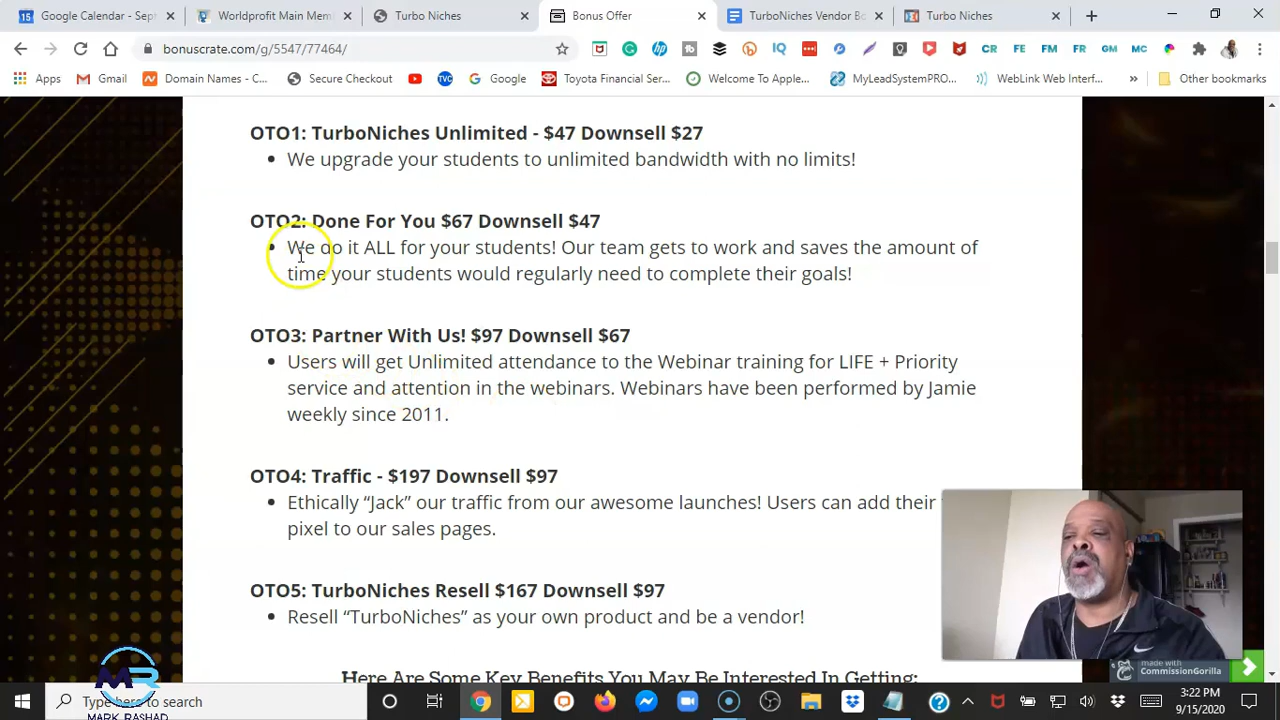 Google Calendar - Sept
Worldprofit Main Mem
Turbo Niches
Bonus Offer
TurboNiches Vendor Bo
Turbo Niches
bonuscrate.com/g/5547/77464/
Apps
Gmail
Domain Names - C...
Secure Checkout
TVC
Google
Toyota Financial Ser...
Welcome To Apple...
MyLeadSystemPRO...
WebLink Web Interf...
Other bookmarks
OTO1: TurboNiches Unlimited - $47 Downsell $27
We upgrade your students to unlimited bandwidth with no limits!
OTO2: Done For You $67 Downsell $47
We do it ALL for your students! Our team gets to work and saves the amount of
time your students would regularly need to complete their goals!
OTO3: Partner With Us! $97 Downsell $67
Users will get Unlimited attendance to the Webinar training for LIFE + Priority
service and attention in the webinars. Webinars have been performed by Jamie
weekly since 2011.
OTO4: Traffic - $197 Downsell $97
Ethically “Jack” our traffic from our awesome launches! Users can add their
pixel to our sales pages.
OTO5: TurboNiches Resell $167 Downsell $97
Resell “TurboNiches” as your own product and be a vendor!
made with
CommissionGorilla
Here Are Some Key Benefits You May Be Interested In Getting:
MR
MARK RASHAD
Type here to search
3:22 PM
9/15/2020